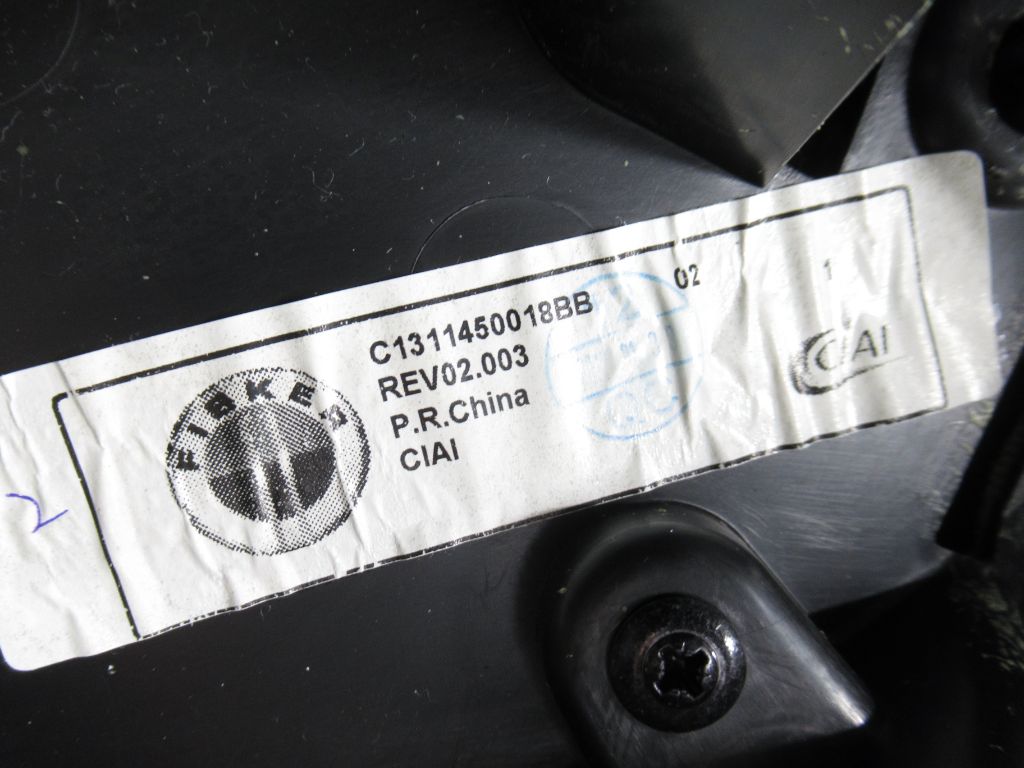 FISKER
C1311450018BB
REV02.003
P.R.China
CIAI
02
1
CIAI
2